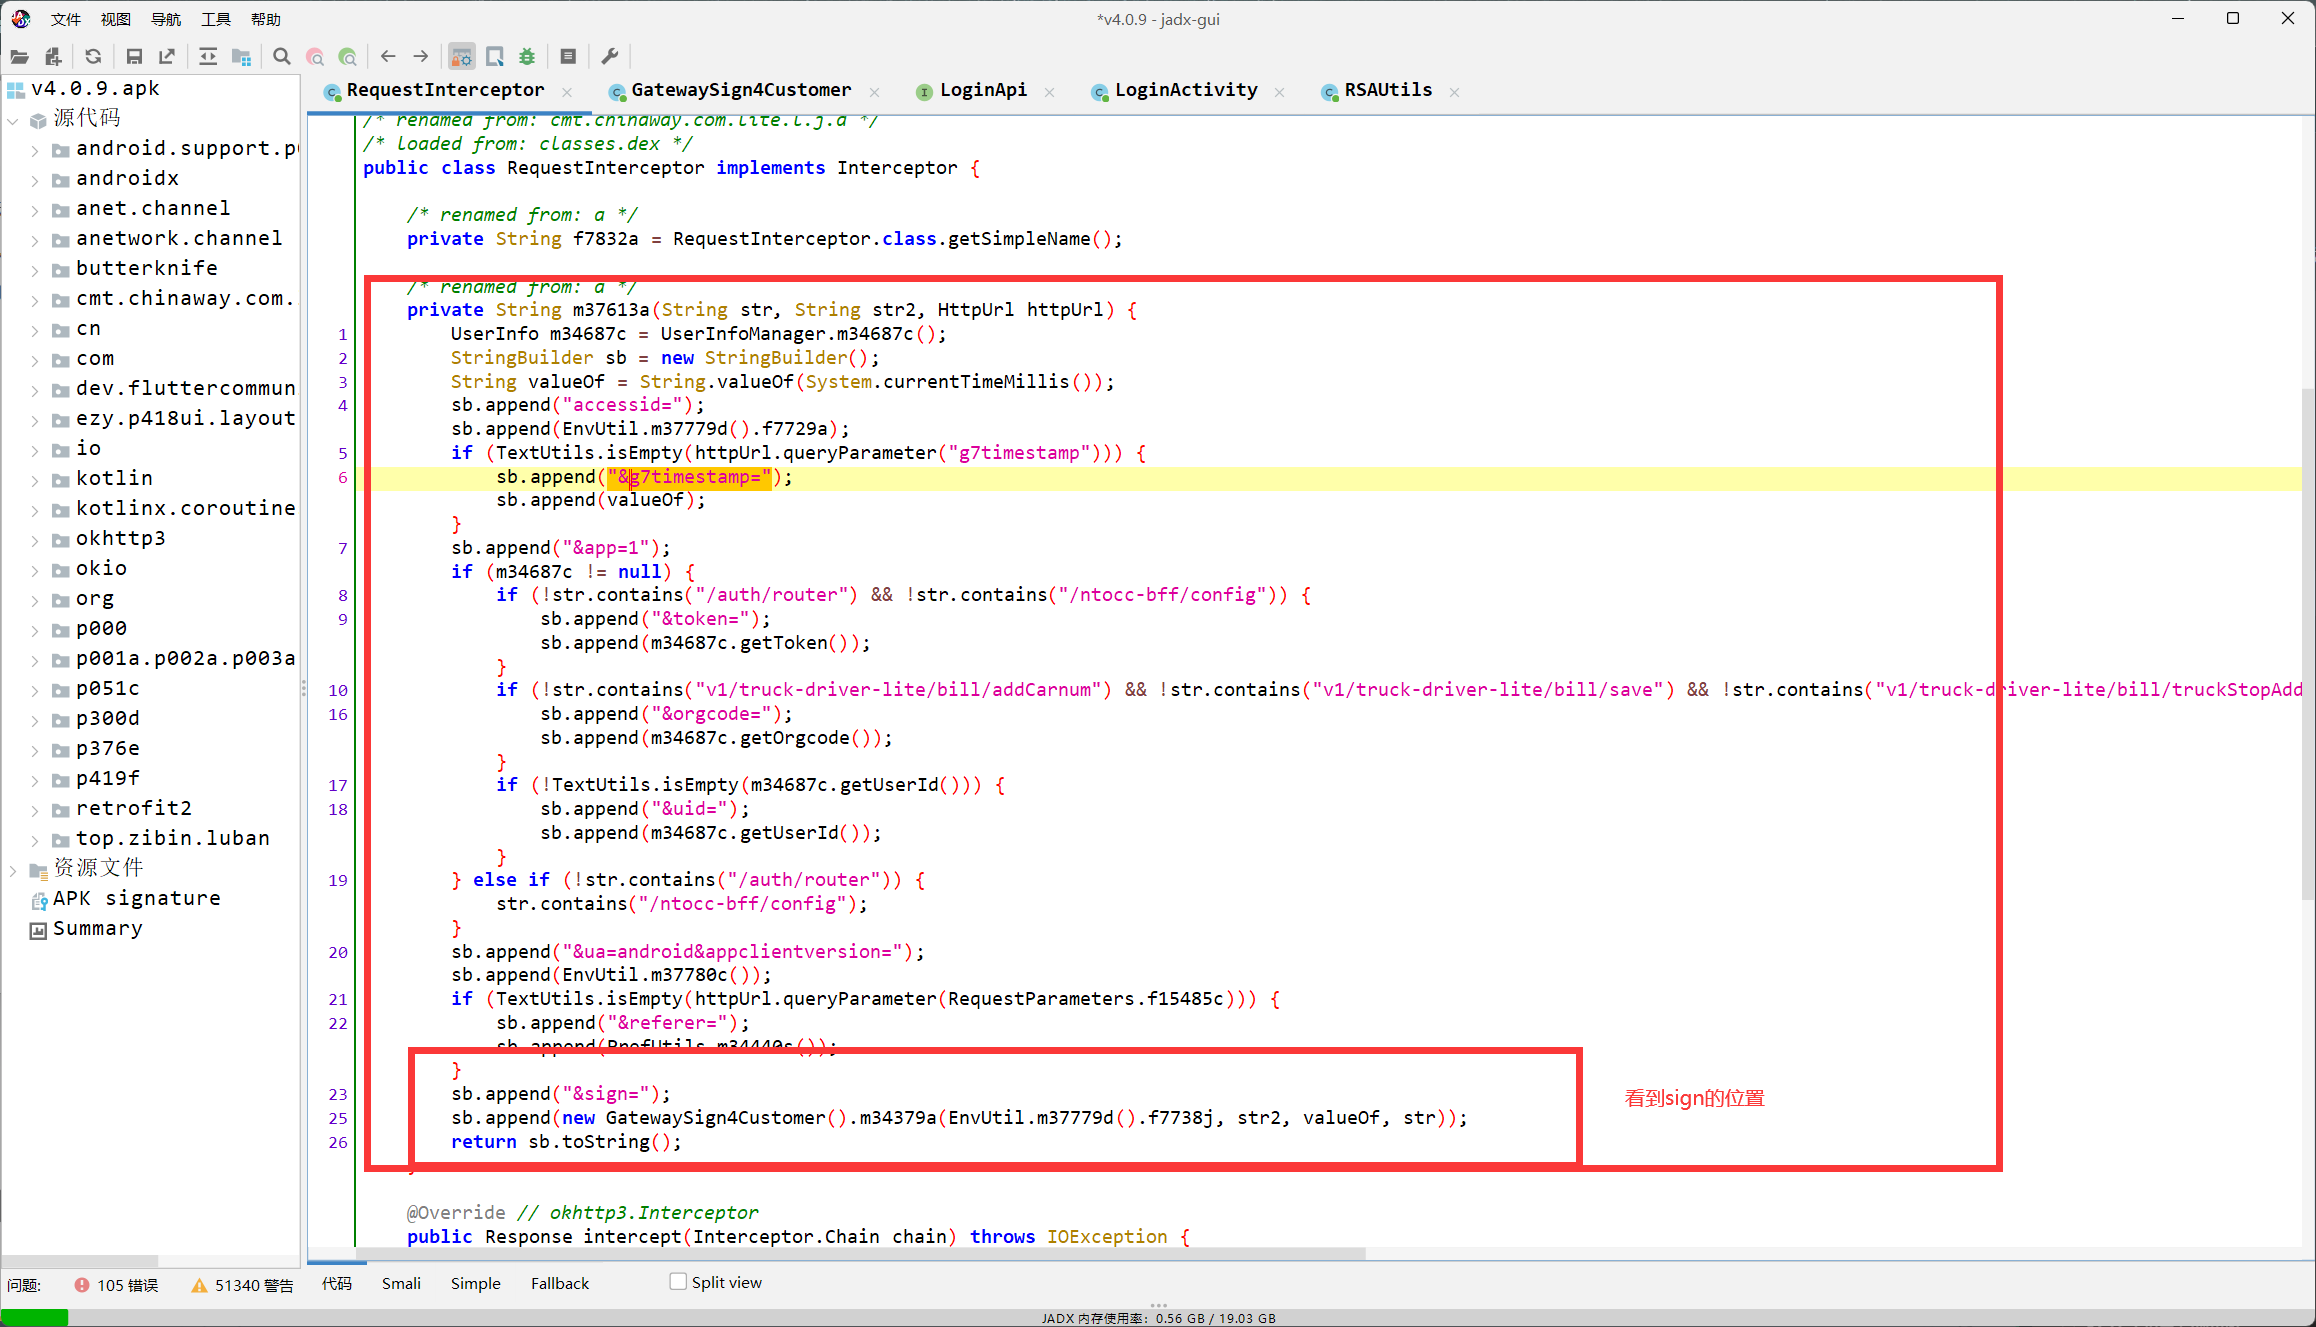 文件 视图 导航 工具 帮助
*v4.0.9 - jadx-gui
v4.0.9.apk
源代码
android.support.p0
androidx
anet.channel
anetwork.channel
butterknife
cmt.chinaway.com.
cn
com
dev.fluttercommun
ezy.p418ui.layout
io
kotlin
kotlinx.coroutine
okhttp3
okio
org
p000
p001a.p002a.p003a
p051c
p300d
p376e
p419f
retrofit2
top.zibin.luban
资源文件
APK signature
Summary
RequestInterceptor GatewaySign4Customer LoginApi LoginActivity RSAUtils
/* renamed from: cmt.chinaway.com.lite.l.j.a */
/* loaded from: classes.dex */
public class RequestInterceptor implements Interceptor {
/* renamed from: a */
private String f7832a = RequestInterceptor.class.getSimpleName();
/* renamed from: a */
private String m37613a(String str, String str2, HttpUrl httpUrl) {
1 UserInfo m34687c = UserInfoManager.m34687c();
2 StringBuilder sb = new StringBuilder();
3 String valueOf = String.valueOf(System.currentTimeMillis());
4 sb.append("accessid=");
sb.append(EnvUtil.m37779d().f7729a);
5 if (TextUtils.isEmpty(httpUrl.queryParameter("g7timestamp"))) {
6 sb.append("&g7timestamp=");
sb.append(valueOf);
}
7 sb.append("&app=1");
if (m34687c != null) {
8 if (!str.contains("/auth/router") && !str.contains("/ntocc-bff/config")) {
9 sb.append("&token=");
sb.append(m34687c.getToken());
}
10 if (!str.contains("v1/truck-driver-lite/bill/addCarnum") && !str.contains("v1/truck-driver-lite/bill/save") && !str.contains("v1/truck-driver-lite/bill/truckStopAdd
16 sb.append("&orgcode=");
sb.append(m34687c.getOrgcode());
}
17 if (!TextUtils.isEmpty(m34687c.getUserId())) {
18 sb.append("&uid=");
sb.append(m34687c.getUserId());
}
19 } else if (!str.contains("/auth/router")) {
str.contains("/ntocc-bff/config");
}
20 sb.append("&ua=android&appclientversion=");
sb.append(EnvUtil.m37780c());
21 if (TextUtils.isEmpty(httpUrl.queryParameter(RequestParameters.f15485c))) {
22 sb.append("&referer=");
sb.append(PrefUtils.m34440s());
}
23 sb.append("&sign=");
25 sb.append(new GatewaySign4Customer().m34379a(EnvUtil.m37779d().f7738j, str2, valueOf, str));
26 return sb.toString();
}
看到sign的位置
@Override // okhttp3.Interceptor
public Response intercept(Interceptor.Chain chain) throws IOException {
问题: 105 错误 51340 警告 代码 Smali Simple Fallback Split view
JADX 内存使用率: 0.56 GB / 19.03 GB